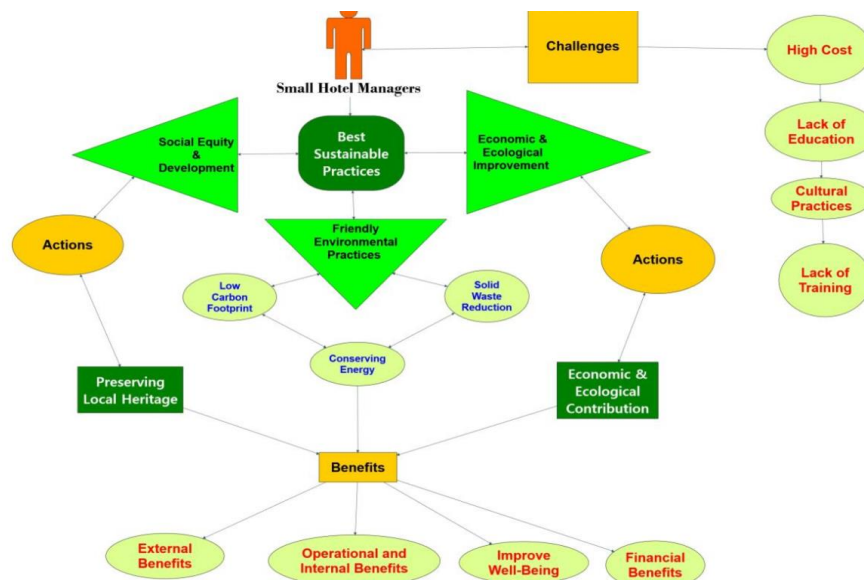 Small Hotel Managers
Challenges
High Cost
Lack of
Education
Cultural
Practices
Lack of
Training
Social Equity
&
Development
Best
Sustainable
Practices
Economic &
Ecological
Improvement
Friendly
Environmental
Practices
Actions
Low
Carbon
Footprint
Solid
Waste
Reduction
Actions
Conserving
Energy
Preserving
Local Heritage
Economic &
Ecological
Contribution
Benefits
External
Benefits
Operational and
Internal Benefits
Improve
Well-Being
Financial
Benefits